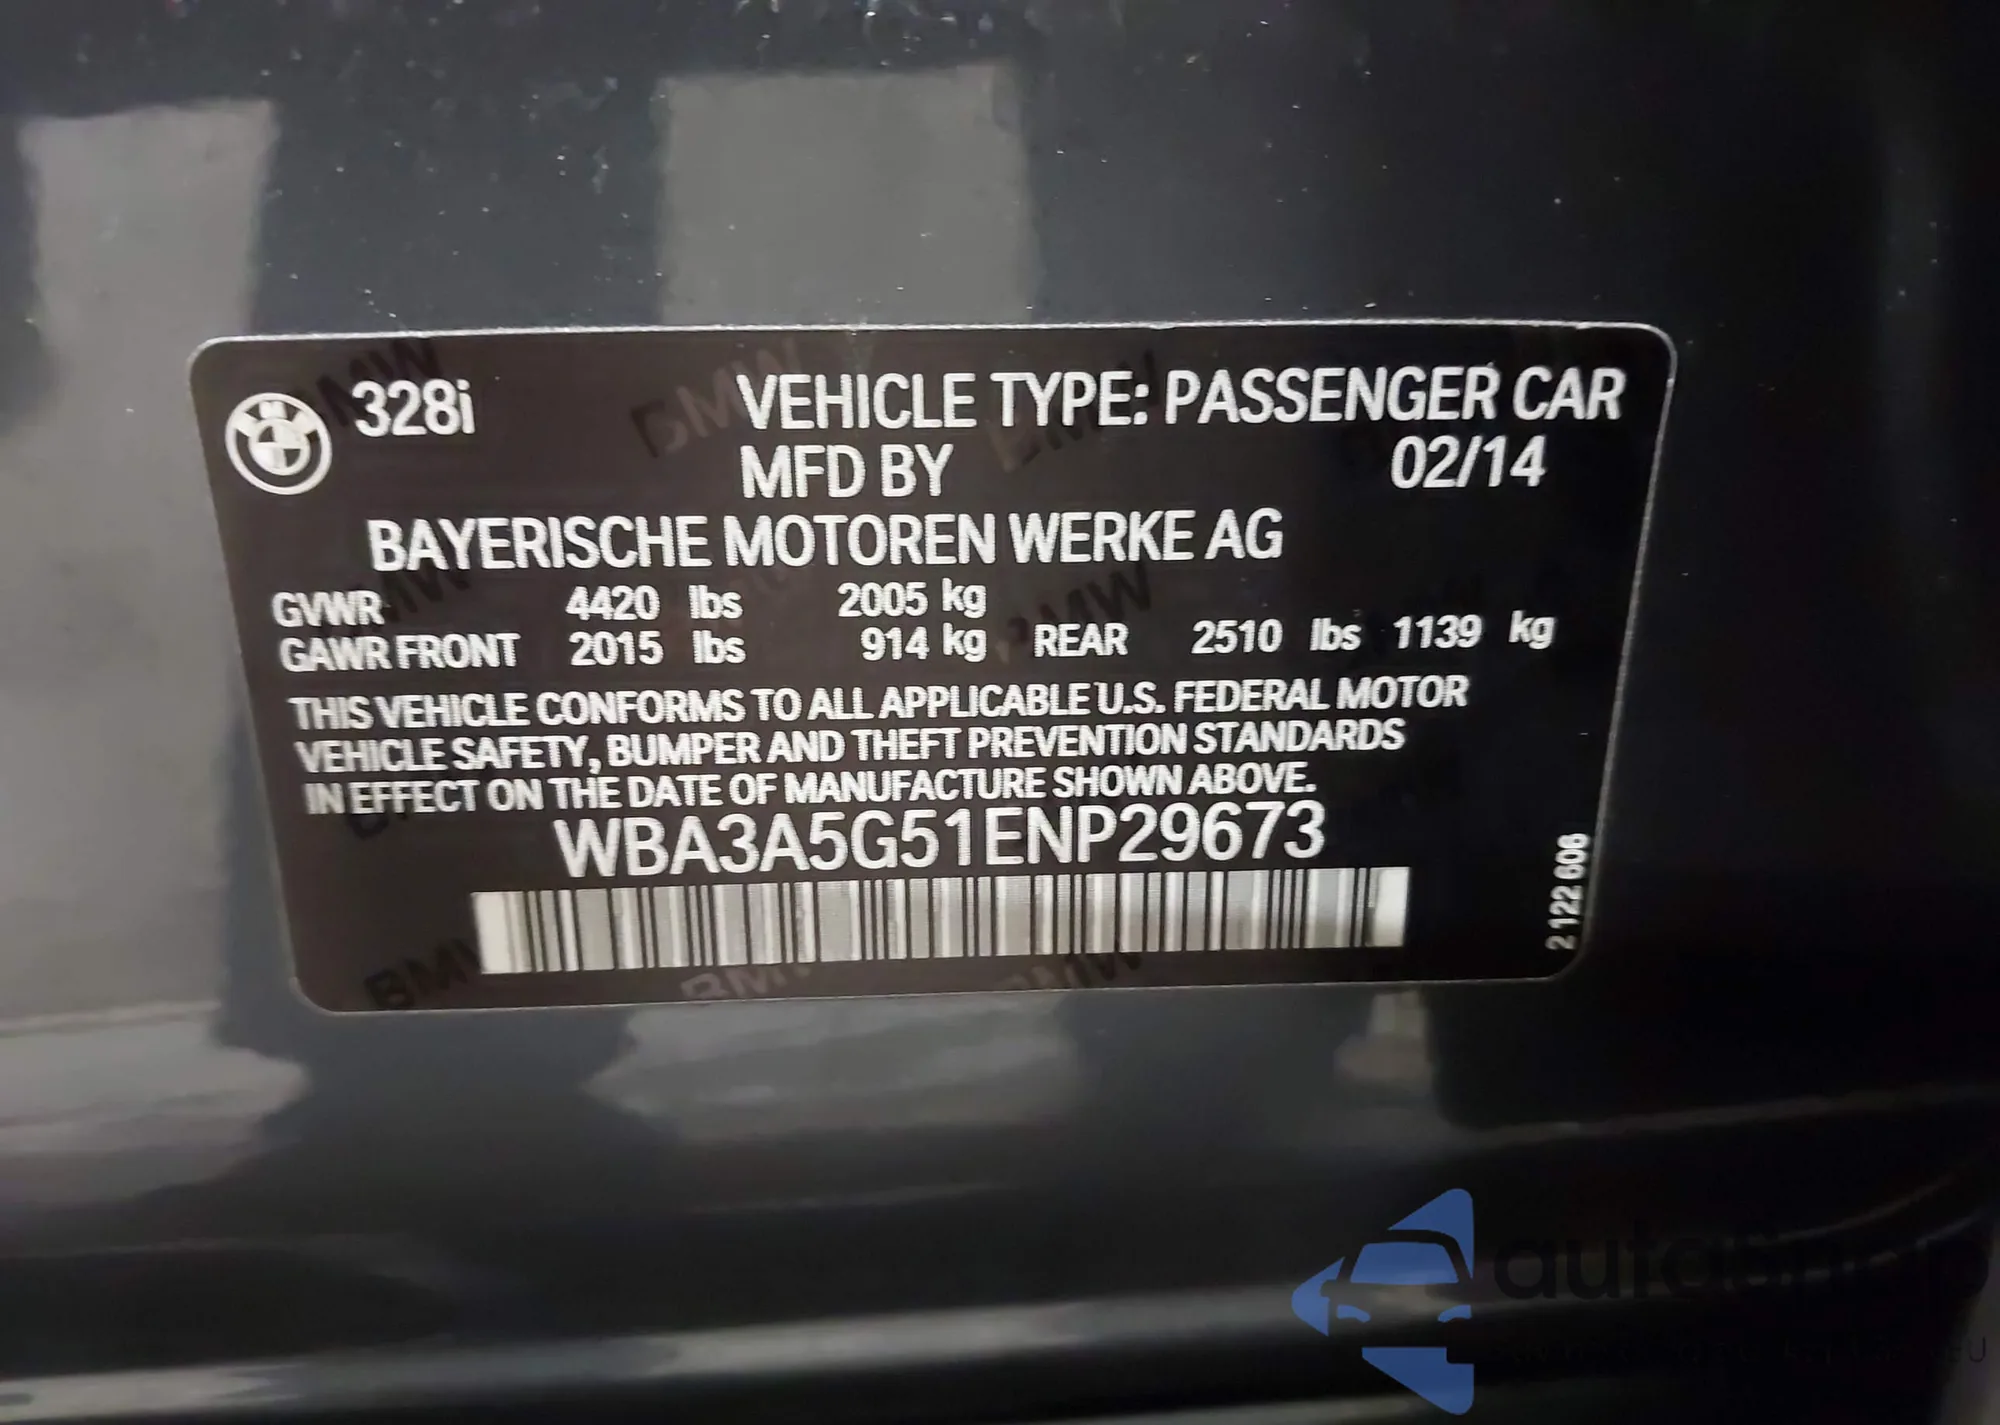 328i VEHICLE TYPE: PASSENGER CAR
MFD BY 02/14
BAYERISCHE MOTOREN WERKE AG
GVWR 4420 lbs 2005 kg
GAWR FRONT 2015 lbs 914 kg REAR 2510 lbs 1139 kg
THIS VEHICLE CONFORMS TO ALL APPLICABLE U.S. FEDERAL MOTOR
VEHICLE SAFETY, BUMPER AND THEFT PREVENTION STANDARDS
IN EFFECT ON THE DATE OF MANUFACTURE SHOWN ABOVE.
WBA3A5G51ENP29673
2 122 606